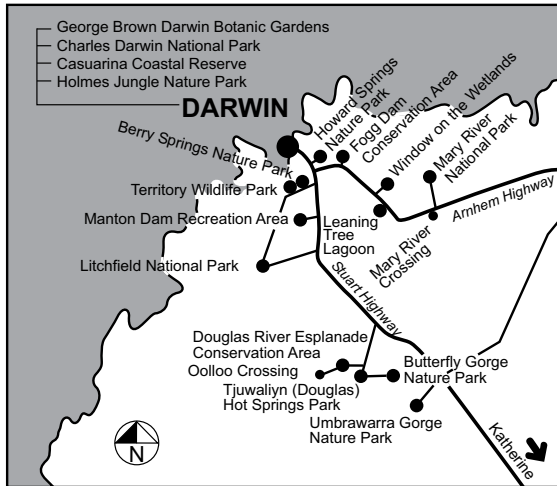 George Brown Darwin Botanic Gardens
Charles Darwin National Park
Casuarina Coastal Reserve
Holmes Jungle Nature Park
DARWIN
Berry Springs Nature Park
Howard Springs
Nature Park
Fogg Dam
Conservation Area
Window on the Wetlands
Mary River
National Park
Territory Wildlife Park
Manton Dam Recreation Area
Leaning
Tree
Lagoon
Mary River
Crossing
Arnhem Highway
Litchfield National Park
Stuart Highway
Douglas River Esplanade
Conservation Area
Oolloo Crossing
Tjuwaliyn (Douglas)
Hot Springs Park
Butterfly Gorge
Nature Park
Umbrawarra Gorge
Nature Park
Katherine
N